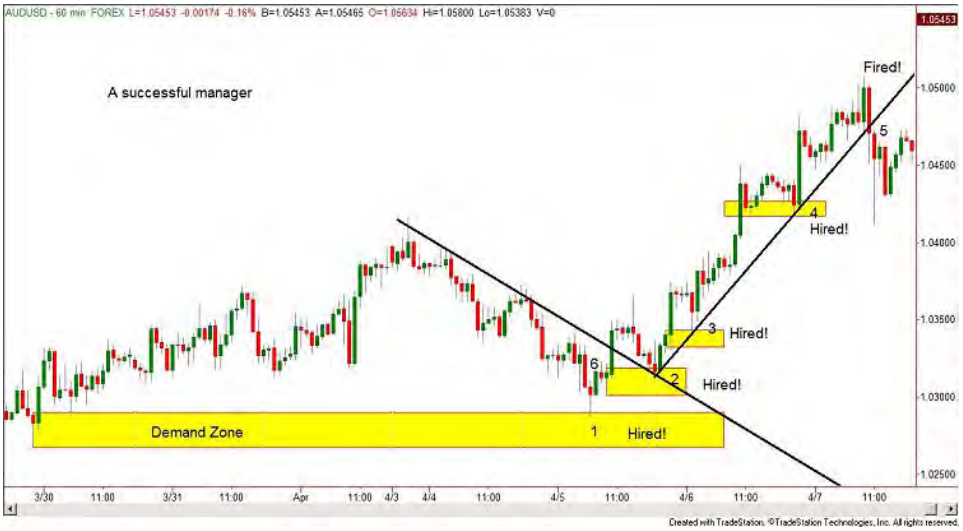 AUDUSD - 60 min FOREX L=1.05453 -0.00174 -0.16% B=1.05453 A=1.05465 O=1.05634 Hi=1.05800 Lo=1.05383 V=0
1.05453
Fired!
A successful manager
1.05000
5
1.04500
4
Hired!
1.04000
3 Hired!
1.03500
6
2 Hired!
1.03000
Demand Zone 1 Hired!
1.02500
3/30 11:00 3/31 11:00 Apr 11:00 4/3 4/4 11:00 4/5 11:00 4/6 11:00 4/7 11:00
Created with TradeStation. ©TradeStation Technologies, Inc. All rights reserved.